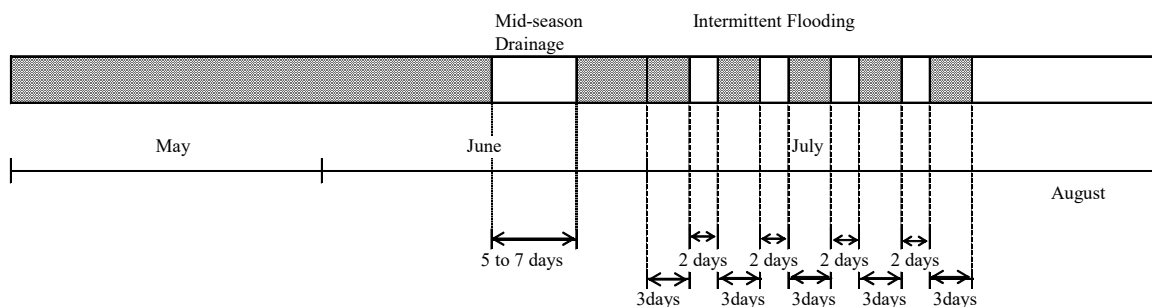 Mid-season
Drainage
Intermittent Flooding
May
June
July
August
5 to 7 days
2 days
2 days
2 days
2 days
3days
3days
3days
3days
3days